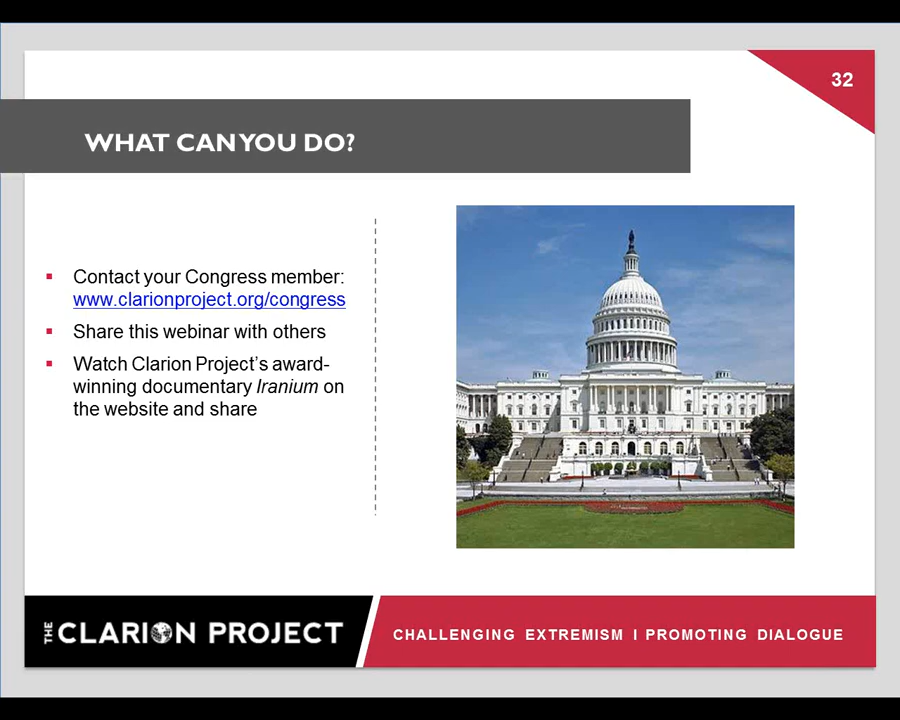 32
WHAT CAN YOU DO?
Contact your Congress member:
www.clarionproject.org/congress
Share this webinar with others
Watch Clarion Project's award-
winning documentary Iranium on
the website and share
THE CLARION PROJECT
CHALLENGING EXTREMISM I PROMOTING DIALOGUE